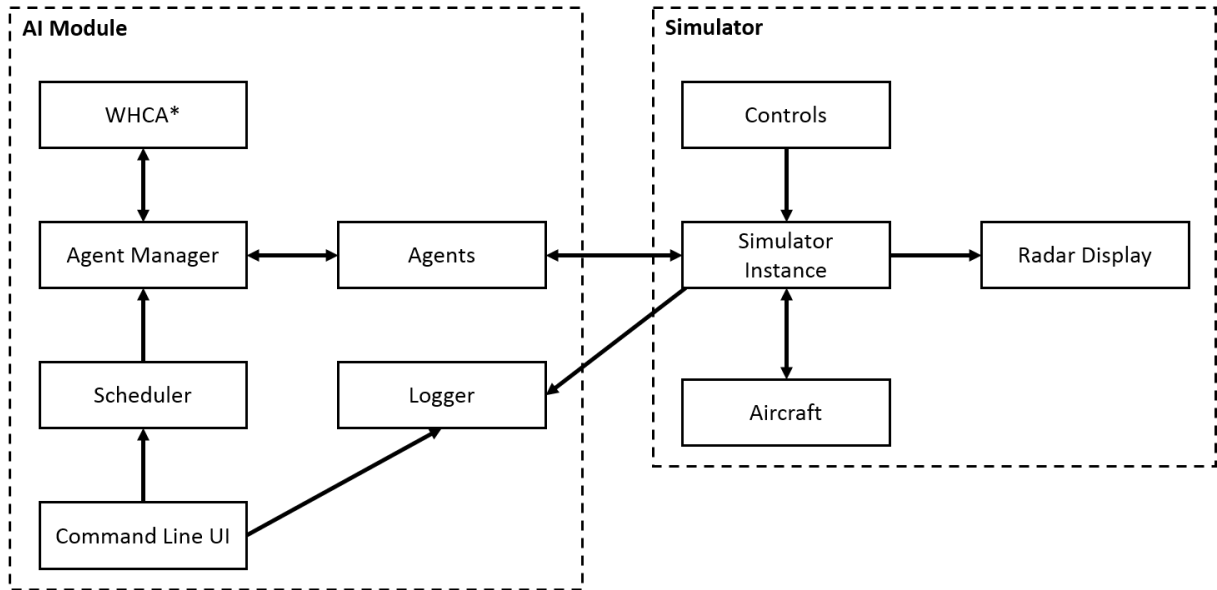 AI Module
WHCA*
Agent Manager
Agents
Scheduler
Logger
Command Line UI
Simulator
Controls
Simulator
Instance
Radar Display
Aircraft